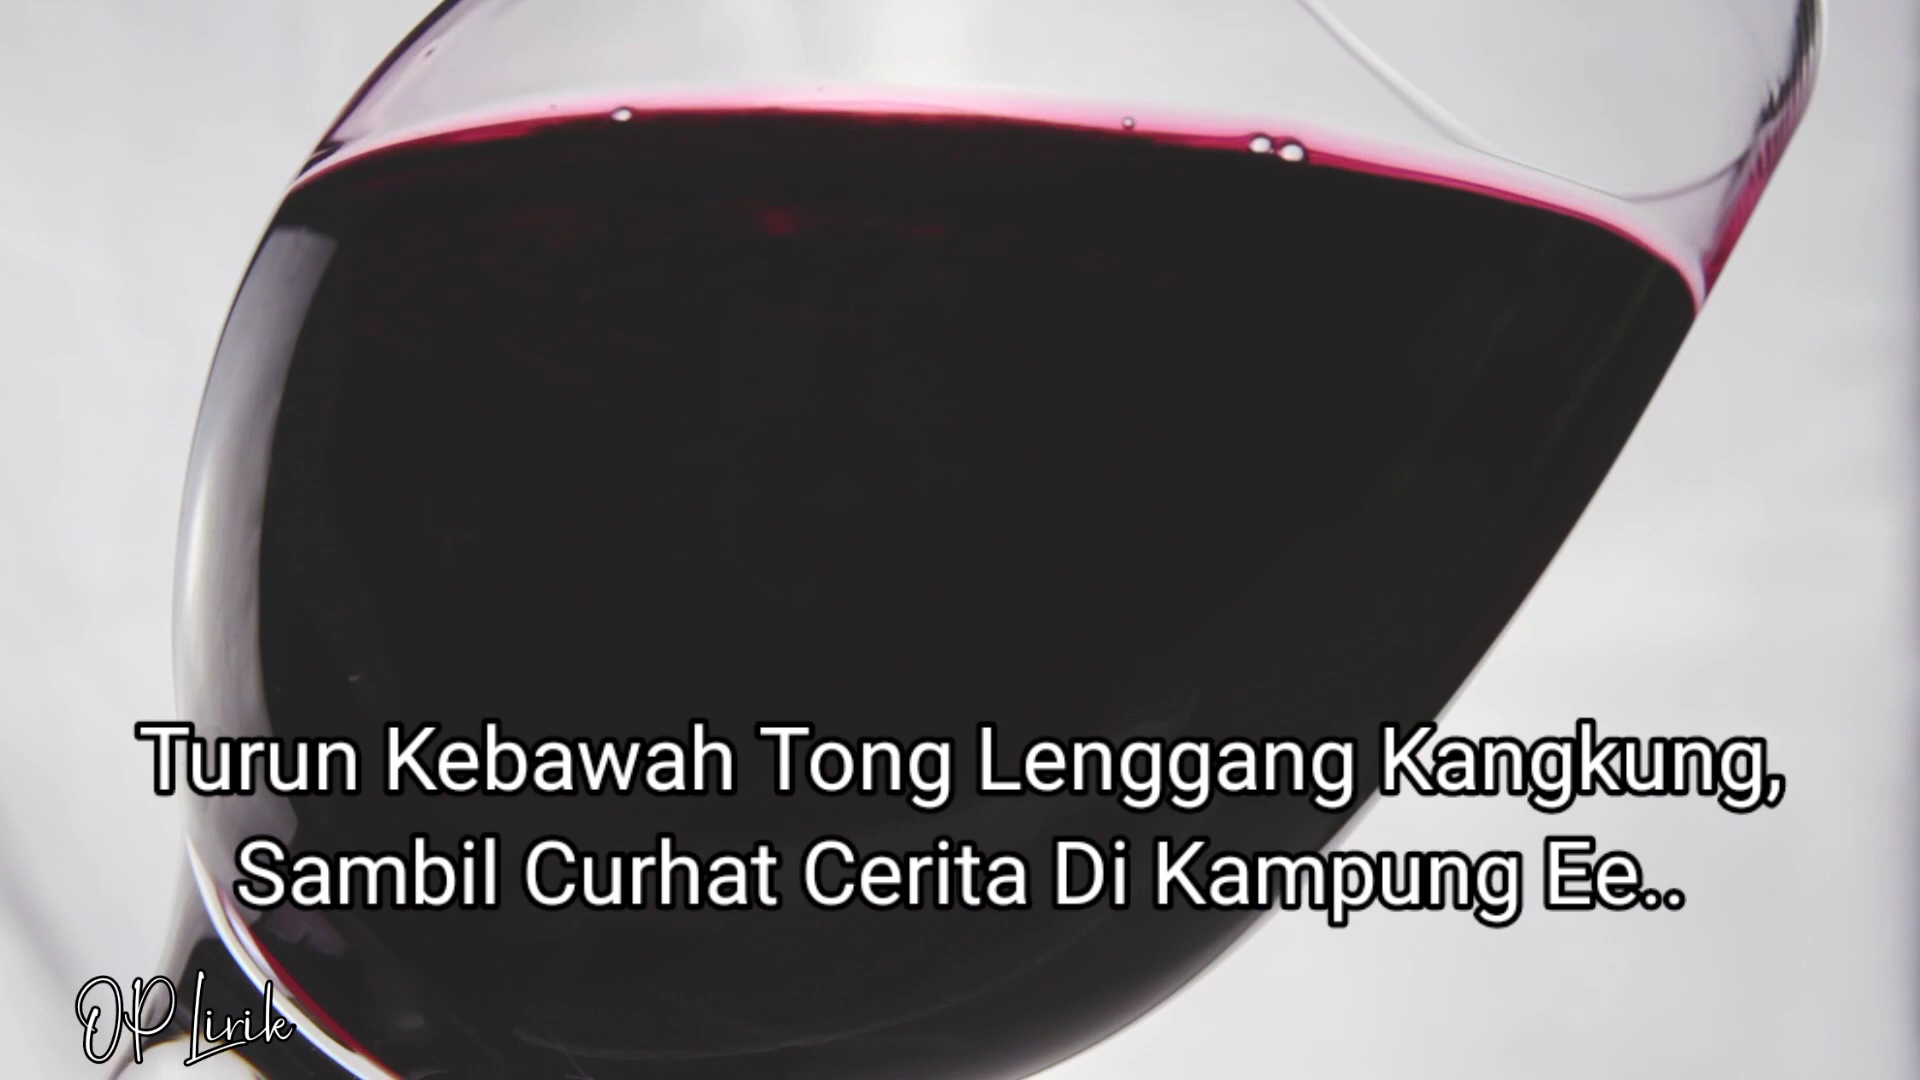 Turun Kebawah Tong Lenggang Kangkung,
Sambil Curhat Cerita Di Kampung Ee..
OP Lirik